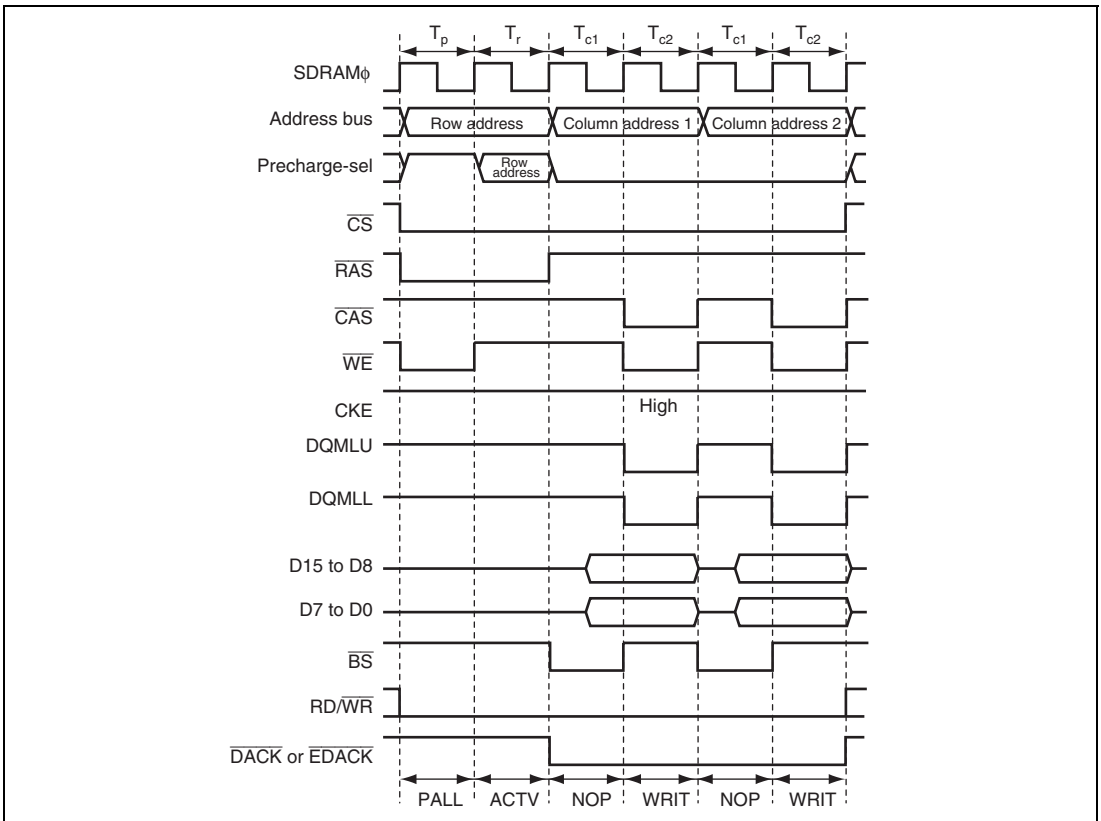 Tp Tr Tc1 Tc2 Tc1 Tc2
SDRAMϕ
Address bus Row address Column address 1 Column address 2
Precharge-sel Row
address
CS
RAS
CAS
WE
CKE High
DQMLU
DQMLL
D15 to D8
D7 to D0
BS
RD/WR
DACK or EDACK
PALL ACTV NOP WRIT NOP WRIT